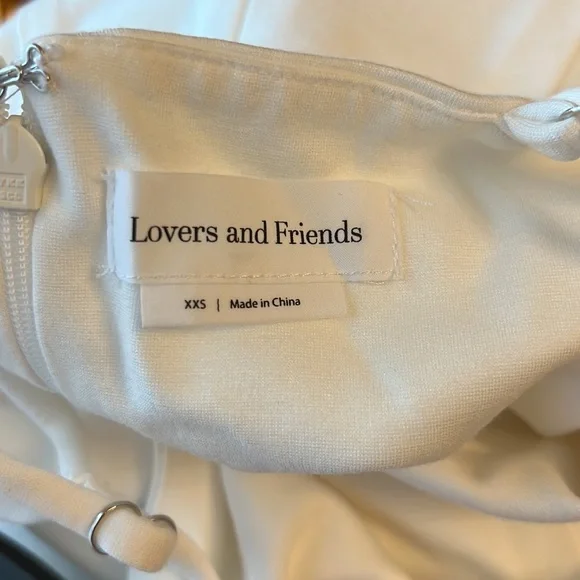 Lovers and Friends
XXS | Made in China